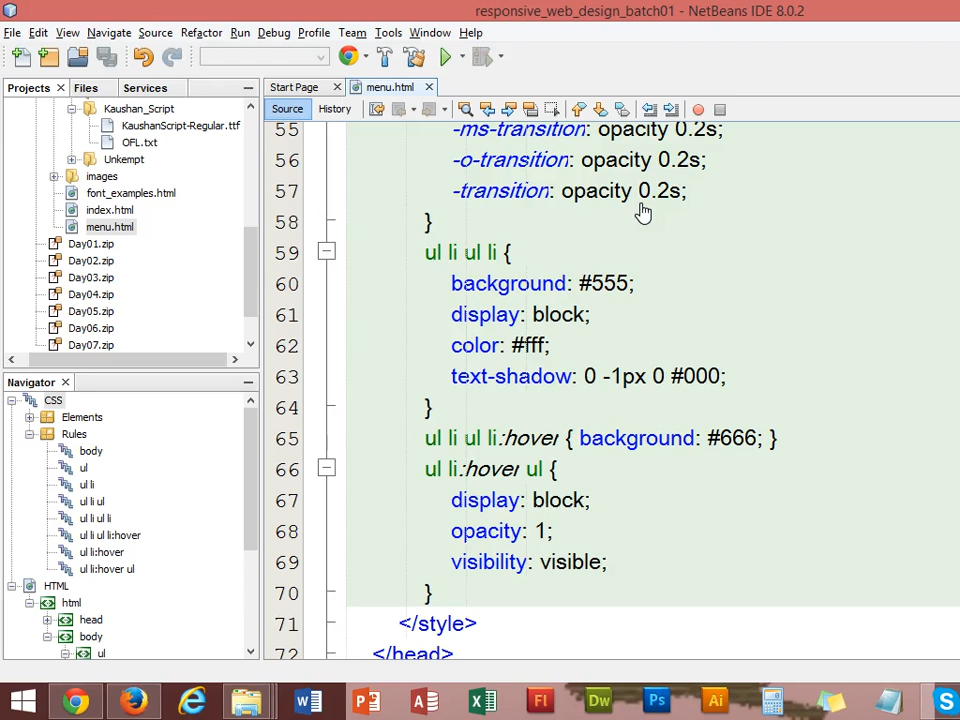 responsive_web_design_batch01 - NetBeans IDE 8.0.2
File Edit View Navigate Source Refactor Run Debug Profile Team Tools Window Help
Projects Files Services
Start Page menu.html
Source History
Kaushan_Script
KaushanScript-Regular.ttf
OFL.txt
Unkempt
images
font_examples.html
index.html
menu.html
Day01.zip
Day02.zip
Day03.zip
Day04.zip
Day05.zip
Day06.zip
Day07.zip
Navigator
CSS
Elements
Rules
body
ul
ul li
ul li ul
ul li ul li
ul li ul li:hover
ul li:hover
ul li:hover ul
HTML
html
head
body
ul
55 -ms-transition: opacity 0.2s;
56 -o-transition: opacity 0.2s;
57 -transition: opacity 0.2s;
58 }
59 ul li ul li {
60 background: #555;
61 display: block;
62 color: #fff;
63 text-shadow: 0 -1px 0 #000;
64 }
65 ul li ul li:hover { background: #666; }
66 ul li:hover ul {
67 display: block;
68 opacity: 1;
69 visibility: visible;
70 }
71 </style>
72 </head>
W P A X Fl Dw Ps Ai S